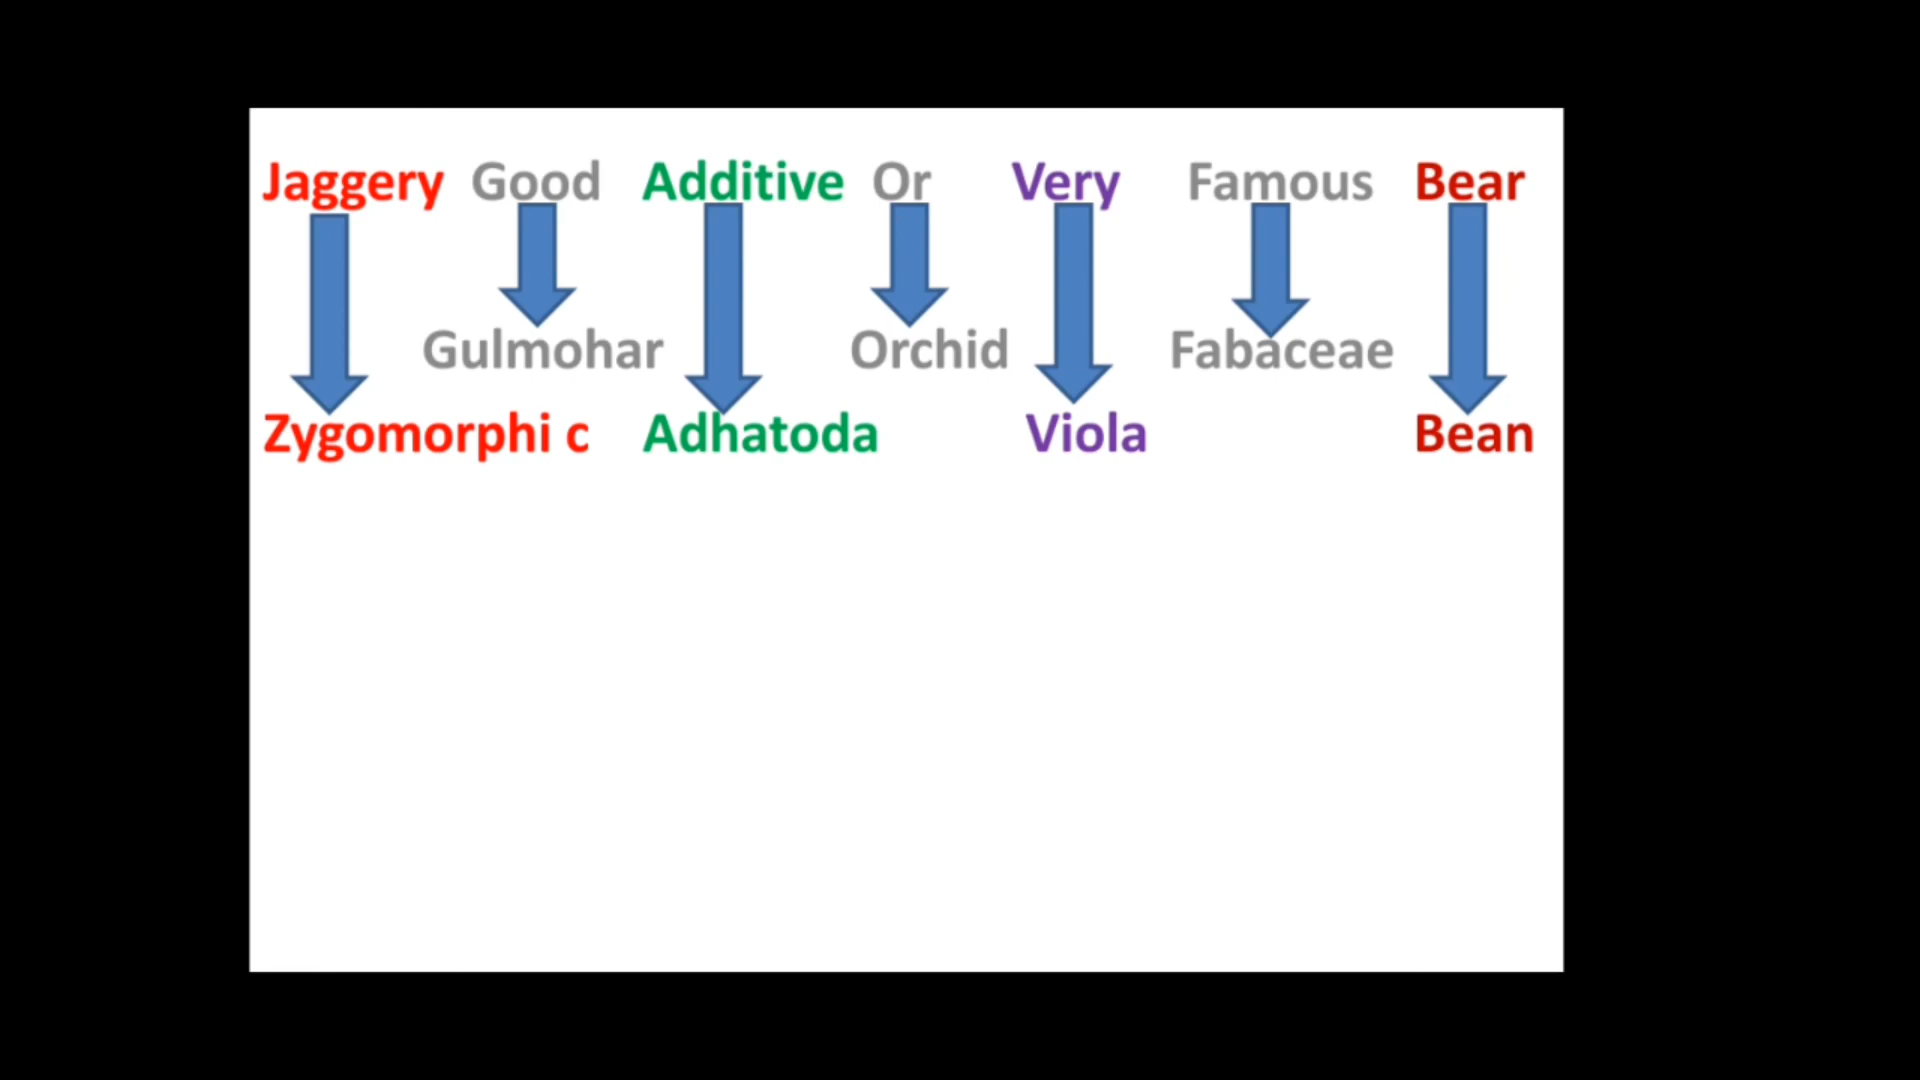 Jaggery Good Additive Or Very Famous Bear
Gulmohar Orchid Fabaceae
Zygomorphi c Adhatoda Viola Bean